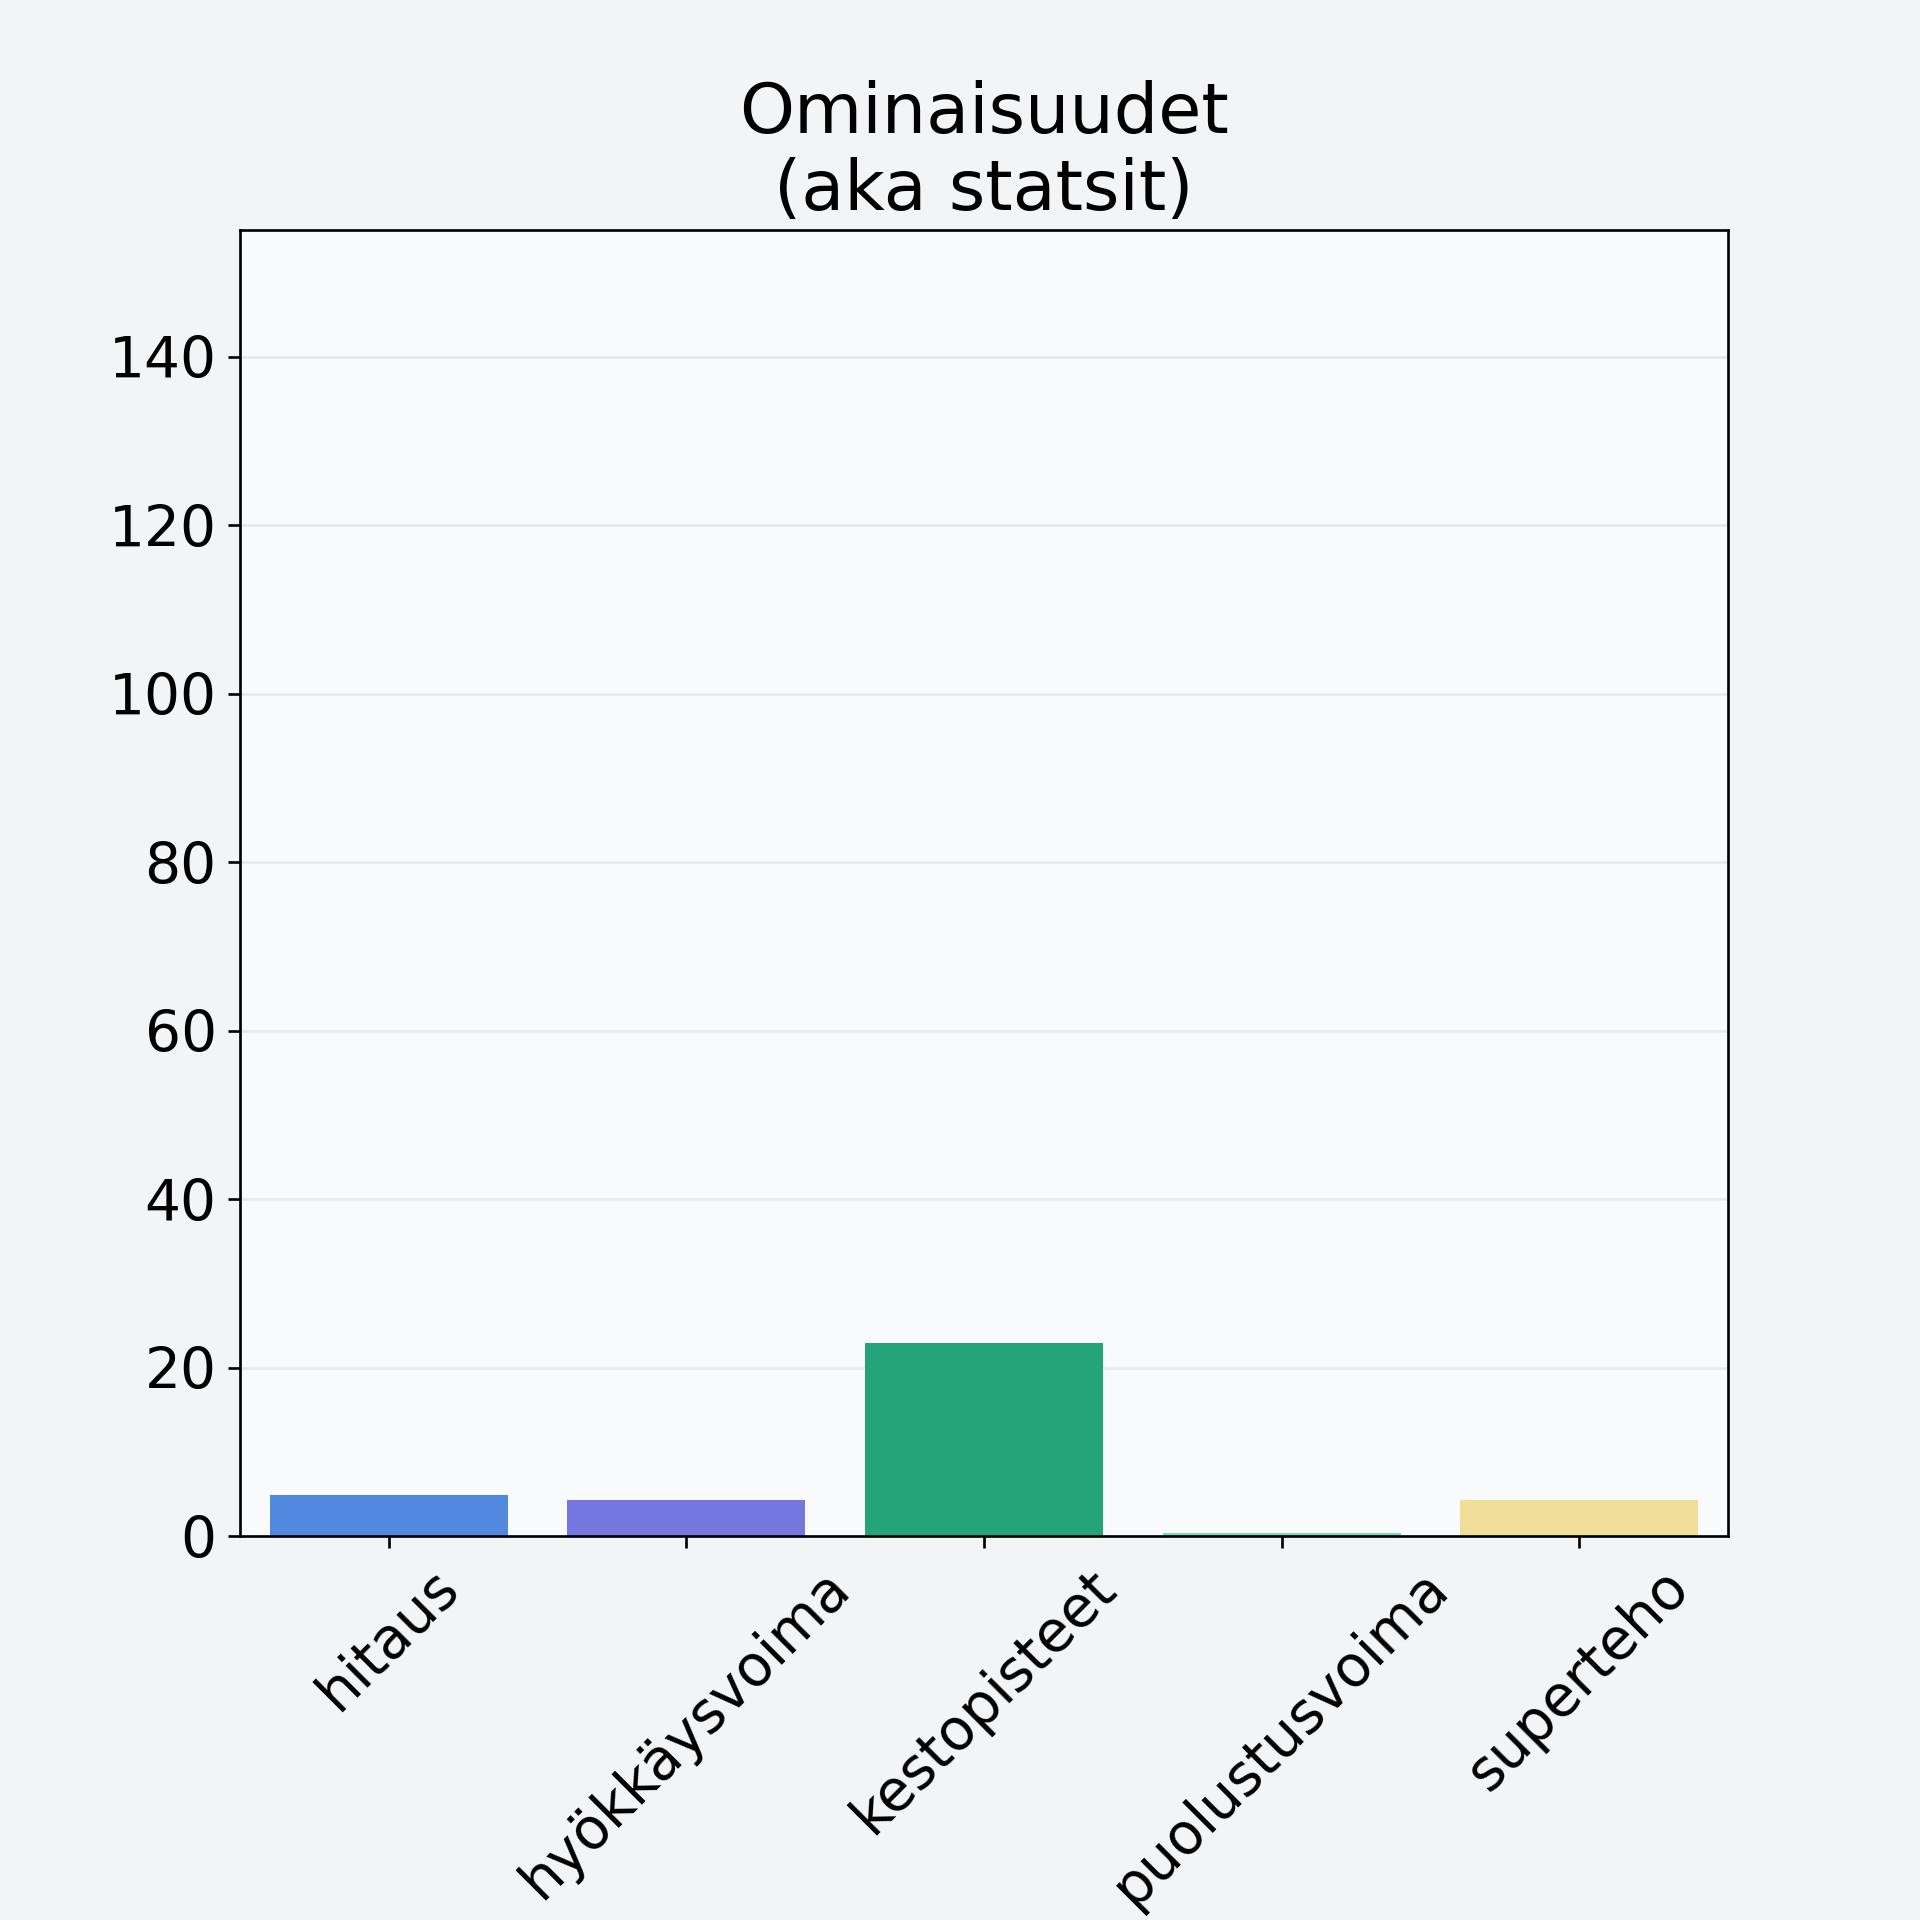 Ominaisuudet
(aka statsit)
140
120
100
80
60
40
20
0
hitaus
hyökkäysvoima
kestopisteet
puolustusvoima
superteho